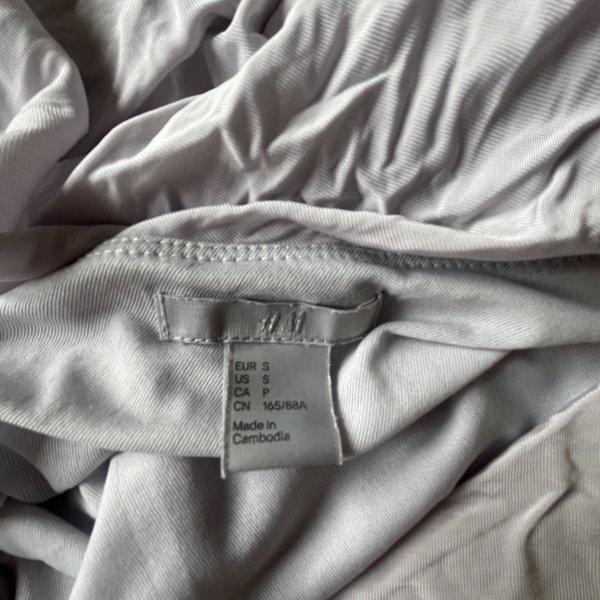 H&M
EUR S
US S
CA P
CN 165/88A
Made in
Cambodia